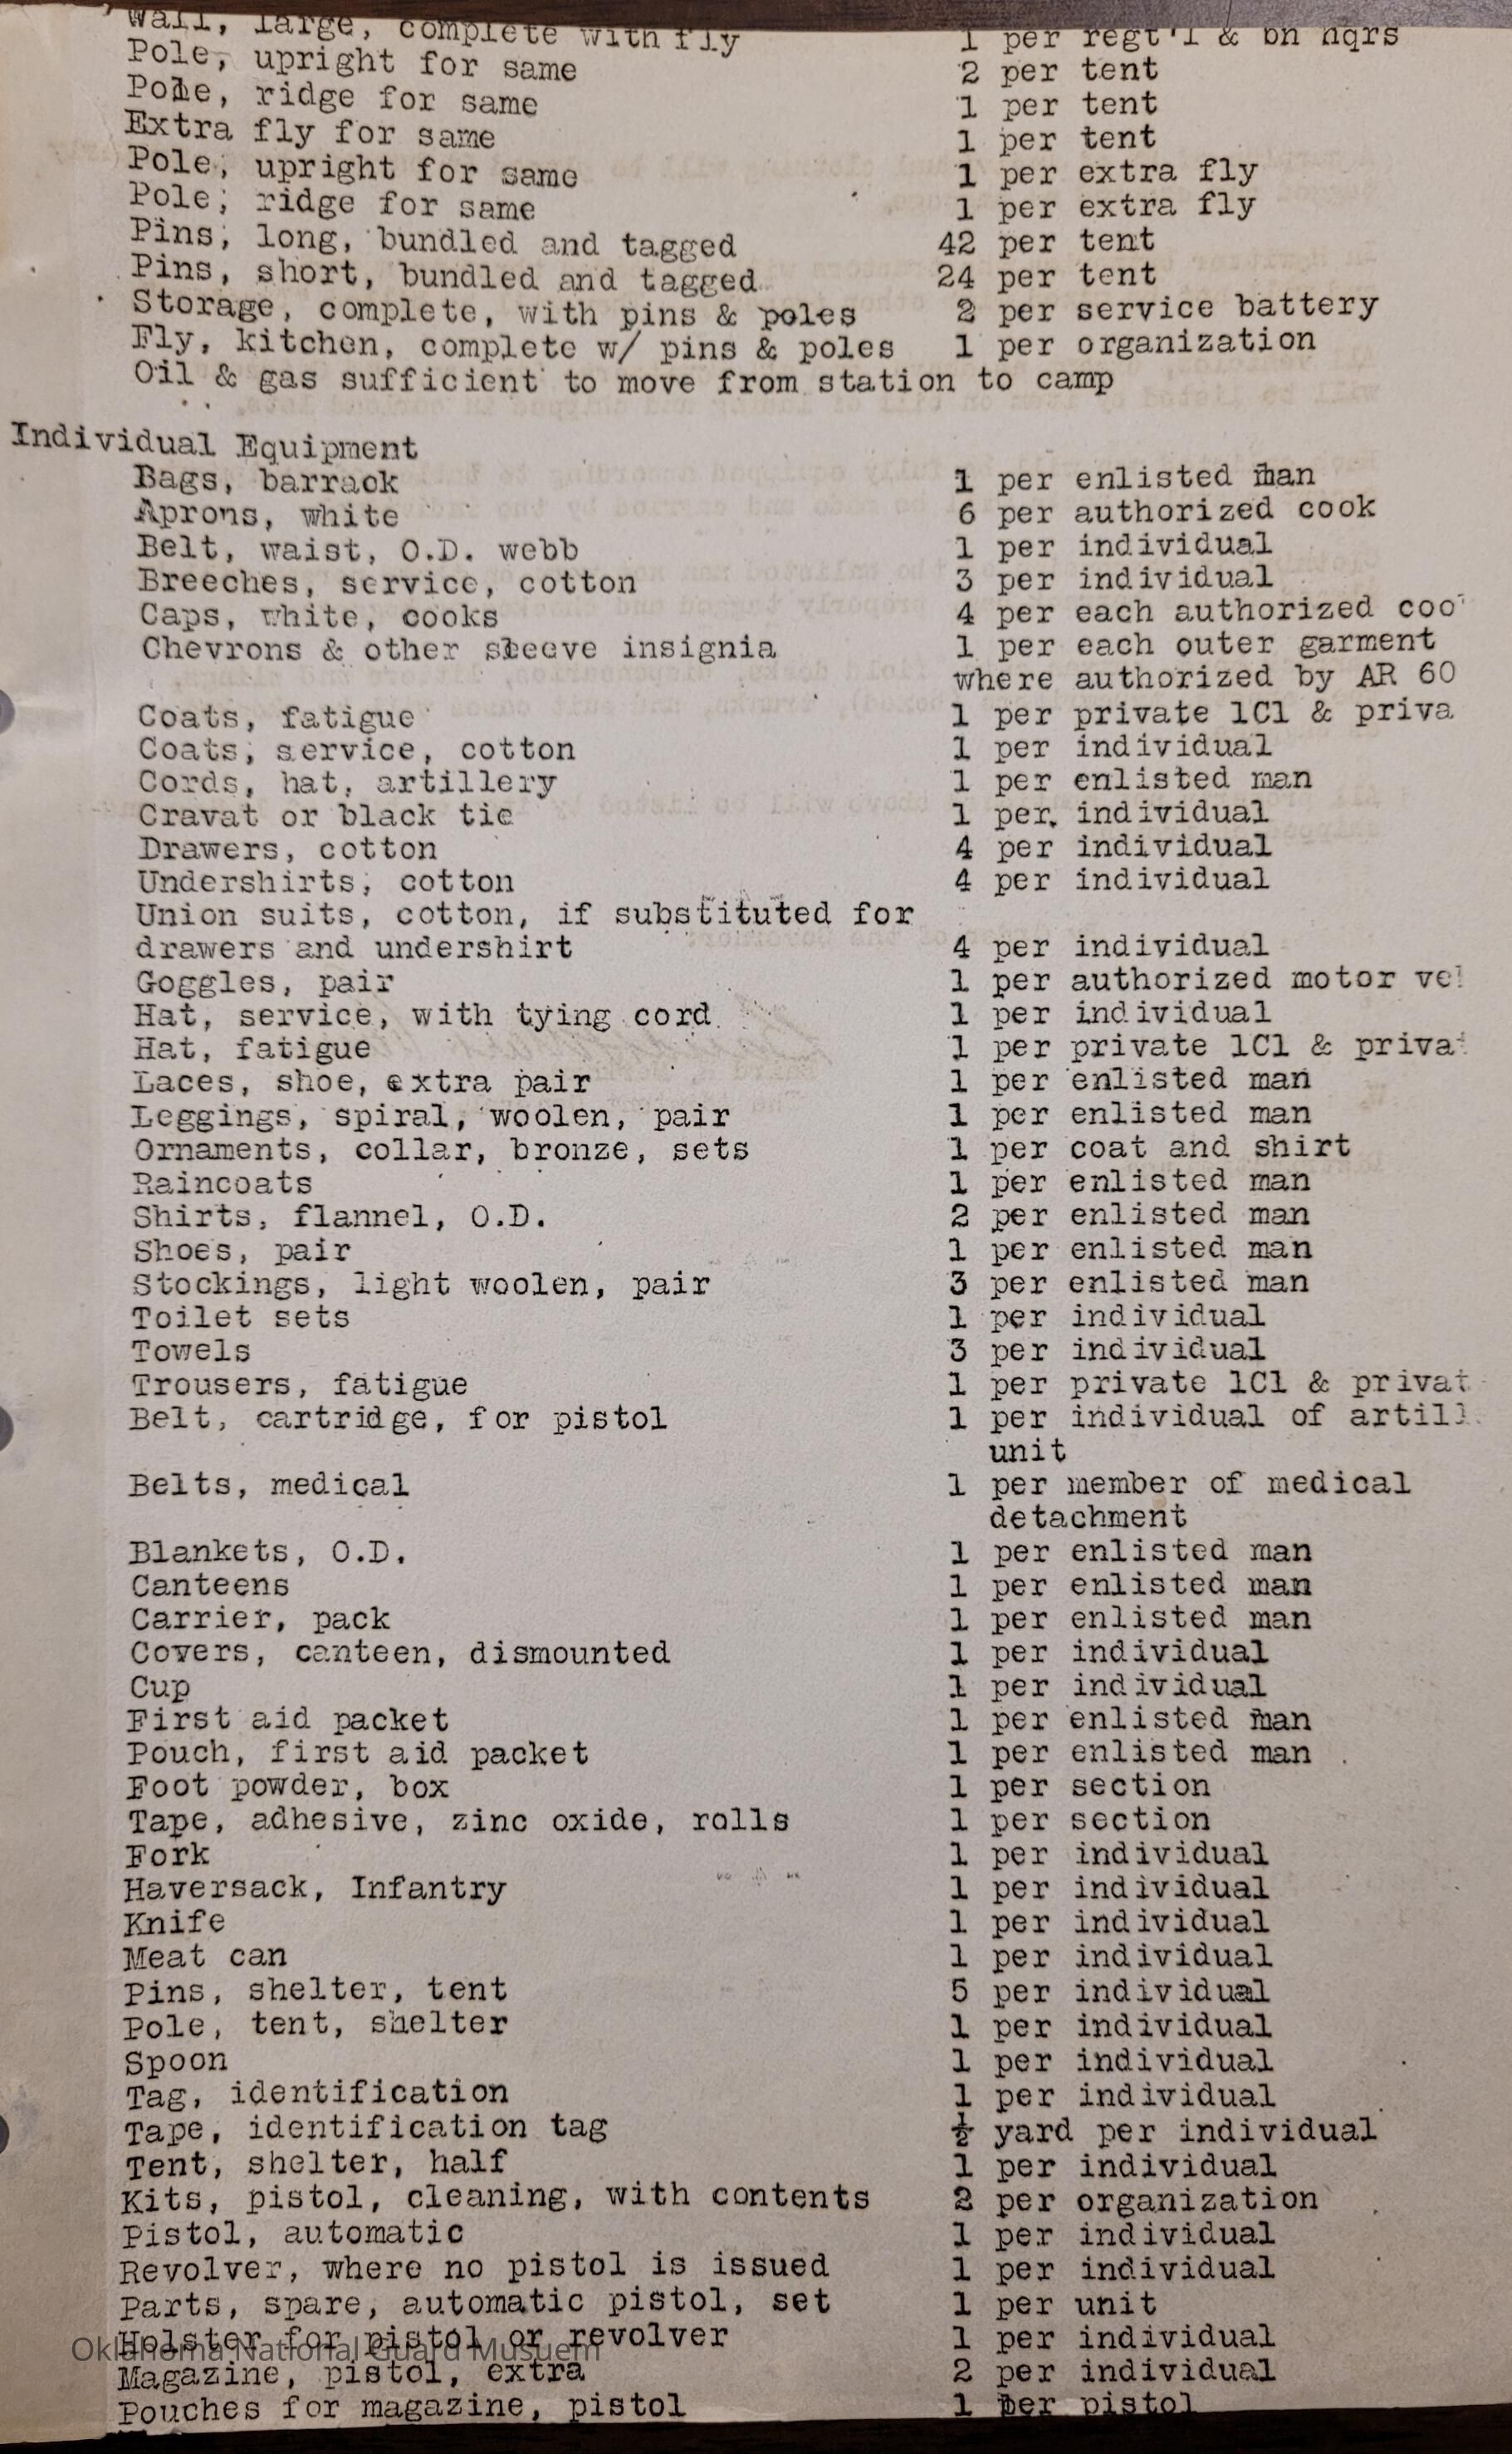 Wall, large, complete with fly 1 per regt'l & bn hqrs
Pole, upright for same 2 per tent
Pole, ridge for same 1 per tent
Extra fly for same 1 per tent
Pole, upright for same 1 per extra fly
Pole, ridge for same 1 per extra fly
Pins, long, bundled and tagged 42 per tent
Pins, short, bundled and tagged 24 per tent
Storage, complete, with pins & poles 2 per service battery
Fly, kitchen, complete w/ pins & poles 1 per organization
Oil & gas sufficient to move from station to camp
Individual Equipment
Bags, barrack 1 per enlisted man
Aprons, white 6 per authorized cook
Belt, waist, O.D. webb 1 per individual
Breeches, service, cotton 3 per individual
Caps, white, cooks 4 per each authorized coo
Chevrons & other sleeve insignia 1 per each outer garment
where authorized by AR 60
Coats, fatigue 1 per private 1Cl & priva
Coats, service, cotton 1 per individual
Cords, hat, artillery 1 per enlisted man
Cravat or black tie 1 per. individual
Drawers, cotton 4 per individual
Undershirts, cotton 4 per individual
Union suits, cotton, if substituted for
drawers and undershirt 4 per individual
Goggles, pair 1 per authorized motor ve
Hat, service, with tying cord 1 per individual
Hat, fatigue 1 per private 1Cl & priva
Laces, shoe, extra pair 1 per enlisted man
Leggings, spiral, woolen, pair 1 per enlisted man
Ornaments, collar, bronze, sets 1 per coat and shirt
Raincoats 1 per enlisted man
Shirts, flannel, O.D. 2 per enlisted man
Shoes, pair 1 per enlisted man
Stockings, light woolen, pair 3 per enlisted man
Toilet sets 1 per individual
Towels 3 per individual
Trousers, fatigue 1 per private 1Cl & privat
Belt, cartridge, for pistol 1 per individual of artill
unit
Belts, medical 1 per member of medical
detachment
Blankets, O.D. 1 per enlisted man
Canteens 1 per enlisted man
Carrier, pack 1 per enlisted man
Covers, canteen, dismounted 1 per individual
Cup 1 per individual
First aid packet 1 per enlisted man
Pouch, first aid packet 1 per enlisted man
Foot powder, box 1 per section
Tape, adhesive, zinc oxide, rolls 1 per section
Fork 1 per individual
Haversack, Infantry 1 per individual
Knife 1 per individual
Meat can 1 per individual
Pins, shelter, tent 5 per individual
Pole, tent, shelter 1 per individual
Spoon 1 per individual
Tag, identification 1 per individual
Tape, identification tag ½ yard per individual
Tent, shelter, half 1 per individual
Kits, pistol, cleaning, with contents 2 per organization
Pistol, automatic 1 per individual
Revolver, where no pistol is issued 1 per individual
Parts, spare, automatic pistol, set 1 per unit
Holster for pistol or revolver 1 per individual
Oklahoma National Guard Musuem
Magazine, pistol, extra 2 per individual
Pouches for magazine, pistol 1 per pistol